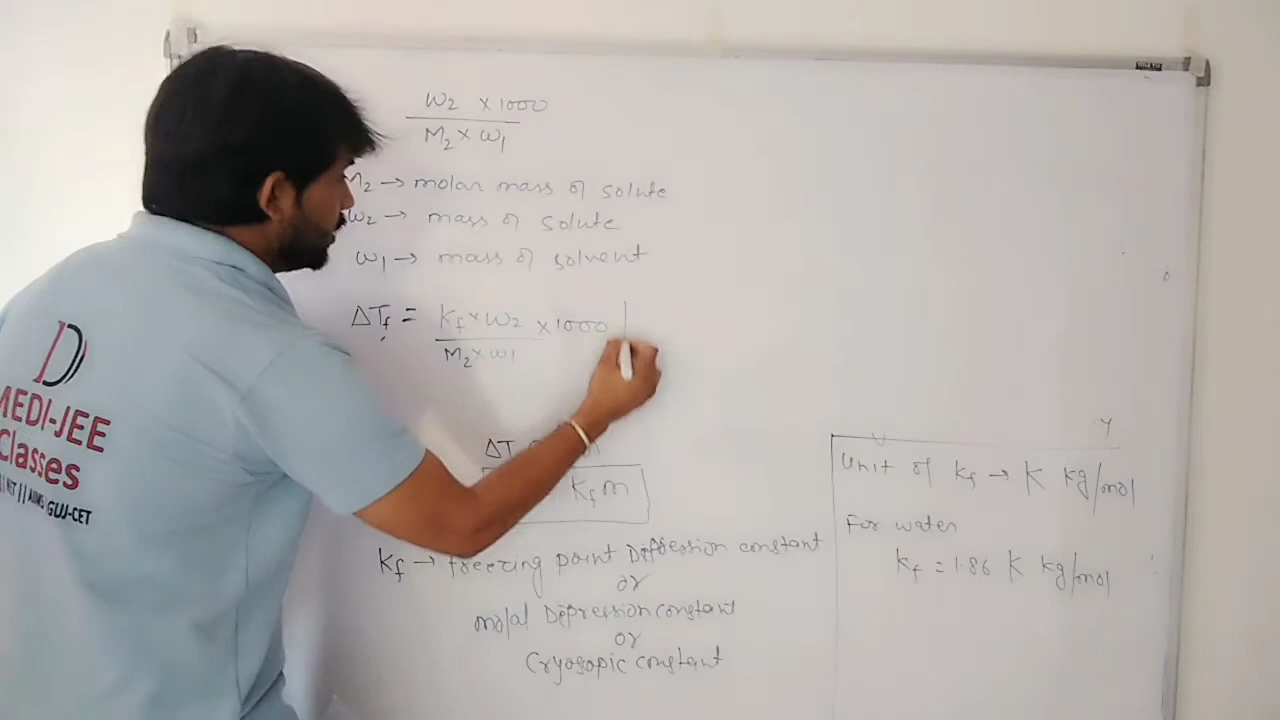 w2 × 1000
M2 × w1
M2 → molar mass of solute
w2 → mass of solute
w1 → mass of solvent
ΔTf = Kf × w2 × 1000
M2 × w1
ΔT
Kf m
Kf → freezing point Depression constant
or
molal Depression constant
or
Cryosopic constant
Unit of Kf → K kg/mol
For water
Kf = 1.86 K kg/mol
MEDI-JEE
Classes
|| AIIMS | GUJ-CET